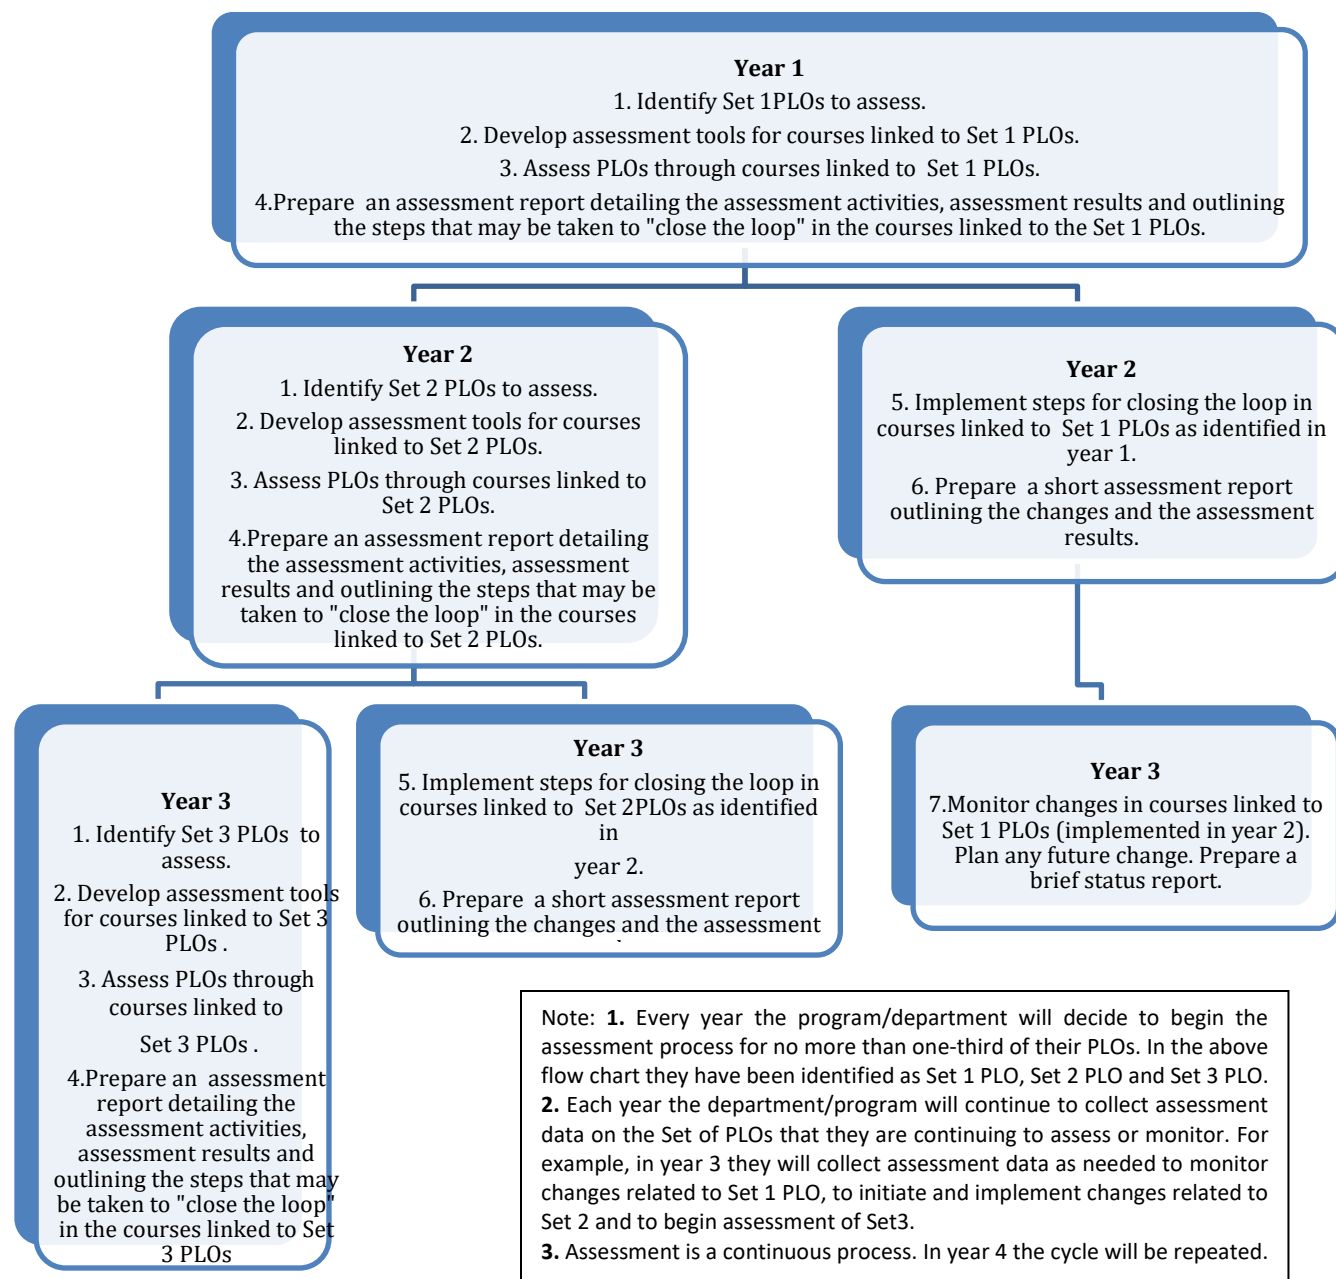 Year 1
1. Identify Set 1PLOs to assess.
2. Develop assessment tools for courses linked to Set 1 PLOs.
3. Assess PLOs through courses linked to  Set 1 PLOs.
4.Prepare  an assessment report detailing the assessment activities, assessment results and outlining
the steps that may be taken to "close the loop" in the courses linked to the Set 1 PLOs.
Year 2
1. Identify Set 2 PLOs to assess.
2. Develop assessment tools for courses
linked to Set 2 PLOs.
3. Assess PLOs through courses linked to
Set 2 PLOs.
4.Prepare an assessment report detailing
the assessment activities, assessment
results and outlining the steps that may be
taken to "close the loop" in the courses
linked to Set 2 PLOs.
Year 2
5. Implement steps for closing the loop in
courses linked to  Set 1 PLOs as identified in
year 1.
6. Prepare  a short assessment report
outlining the changes and the assessment
results.
Year 3
1. Identify Set 3 PLOs  to
assess.
2. Develop assessment tools
for courses linked to Set 3
PLOs .
3. Assess PLOs through
courses linked to
Set 3 PLOs .
4.Prepare an  assessment
report detailing the
assessment activities,
assessment results and
outlining the steps that may
be taken to "close the loop"
in the courses linked to Set
3 PLOs
Year 3
5. Implement steps for closing the loop in
courses linked to  Set 2PLOs as identified
in
year 2.
6. Prepare  a short assessment report
outlining the changes and the assessment
Year 3
7.Monitor changes in courses linked to
Set 1 PLOs (implemented in year 2).
Plan any future change. Prepare a
brief status report.
Note: 1. Every year the program/department will decide to begin the
assessment process for no more than one-third of their PLOs. In the above
flow chart they have been identified as Set 1 PLO, Set 2 PLO and Set 3 PLO.
2. Each year the department/program will continue to collect assessment
data on the Set of PLOs that they are continuing to assess or monitor. For
example, in year 3 they will collect assessment data as needed to monitor
changes related to Set 1 PLO, to initiate and implement changes related to
Set 2 and to begin assessment of Set3.
3. Assessment is a continuous process. In year 4 the cycle will be repeated.